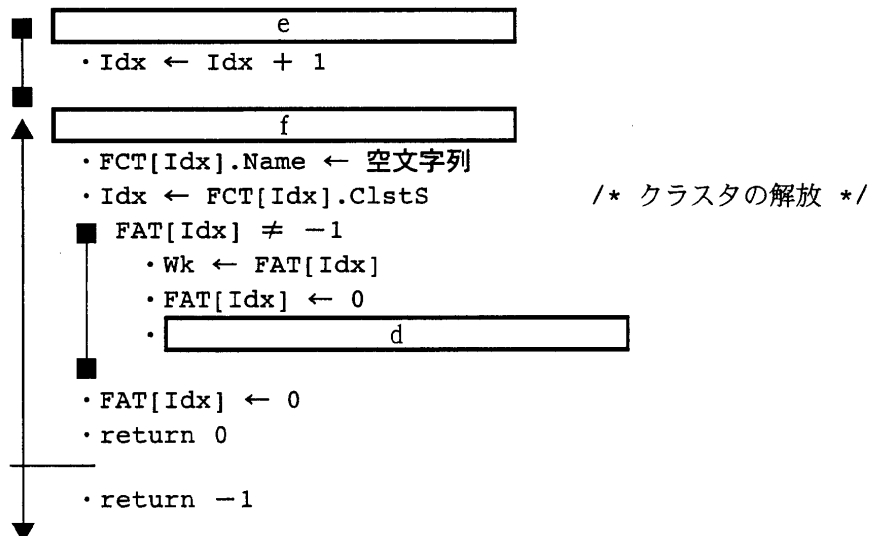 e
・Idx ← Idx + 1
f
・FCT[Idx].Name ← 空文字列
・Idx ← FCT[Idx].ClstS /* クラスタの解放 */
FAT[Idx] ≠ −1
・Wk ← FAT[Idx]
・FAT[Idx] ← 0
・ d
・FAT[Idx] ← 0
・return 0
・return −1